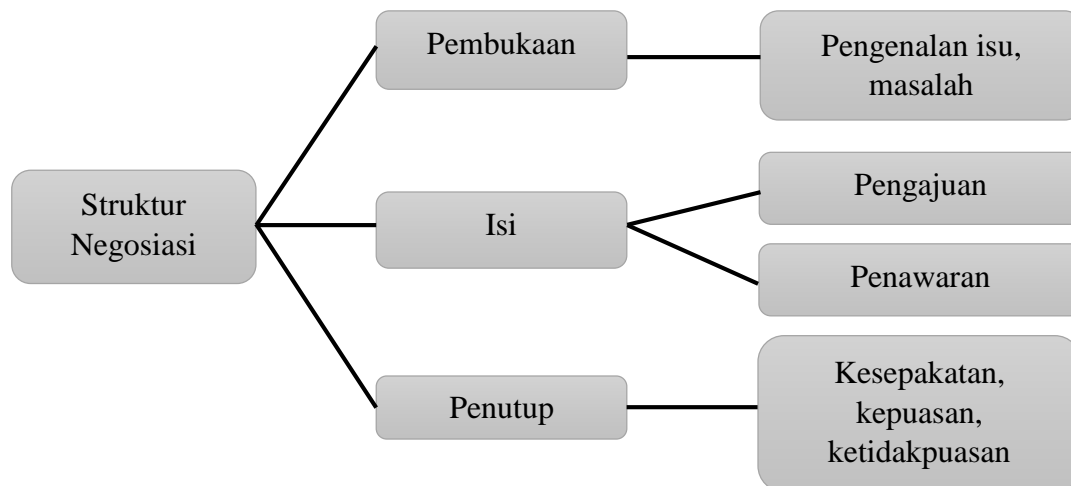 Struktur
Negosiasi
Pembukaan
Pengenalan isu,
masalah
Isi
Pengajuan
Penawaran
Penutup
Kesepakatan,
kepuasan,
ketidakpuasan